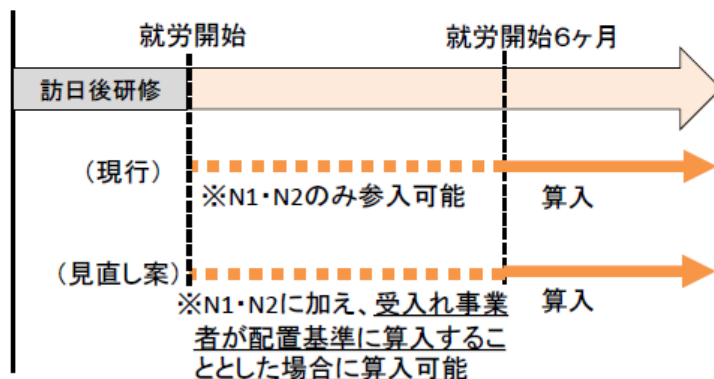 就労開始
就労開始6ヶ月
訪日後研修
（現行）
※N1・N2のみ参入可能
算入
（見直し案）
※N1・N2に加え、受入れ事業
者が配置基準に算入するこ
ととした場合に算入可能
算入